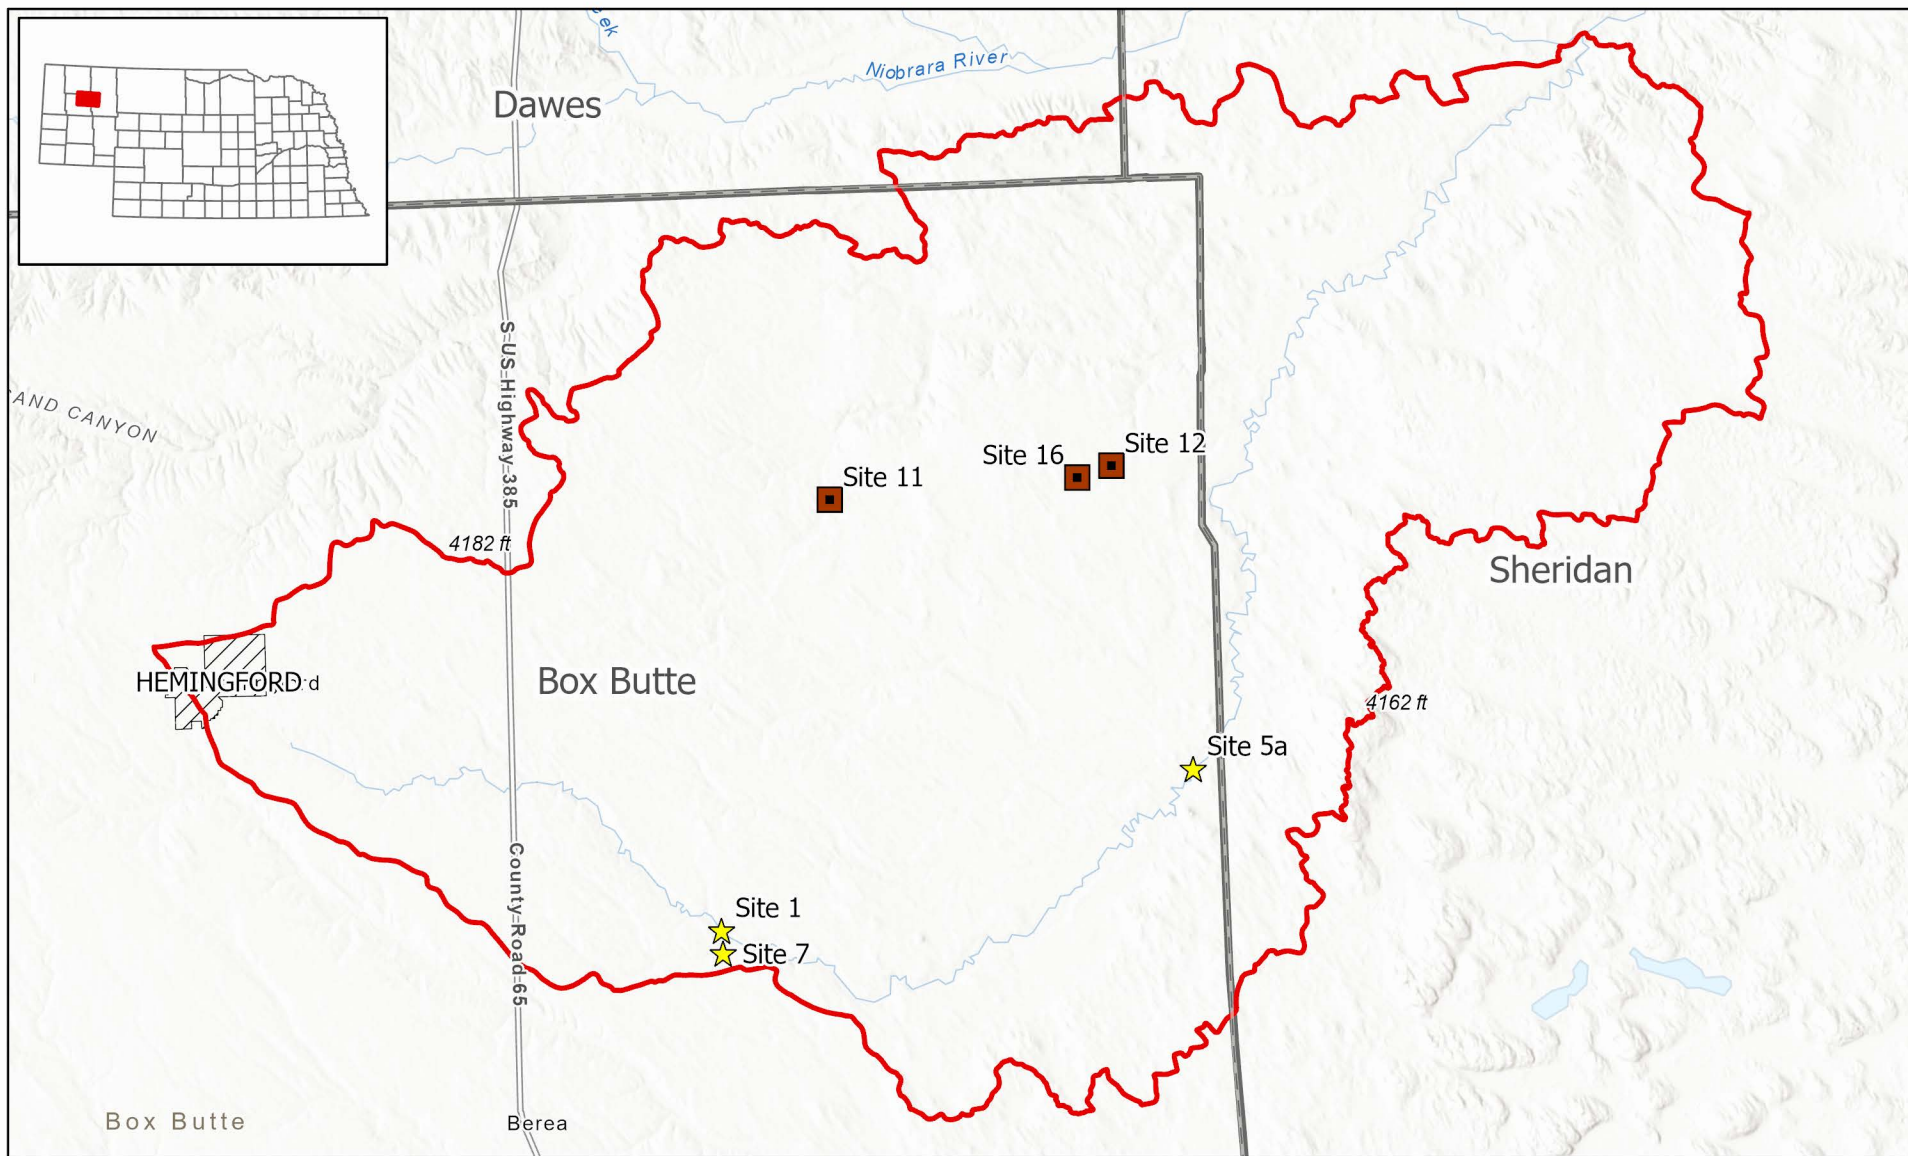 eek
Niobrara River
Dawes
S-US-Highway-385
AND CANYON
Site 12
Site 16
Site 11
4182 ft
Sheridan
HEMINGFORD
Box Butte
4162 ft
Site 5a
County-Road-65
Site 1
Site 7
Box Butte
Berea